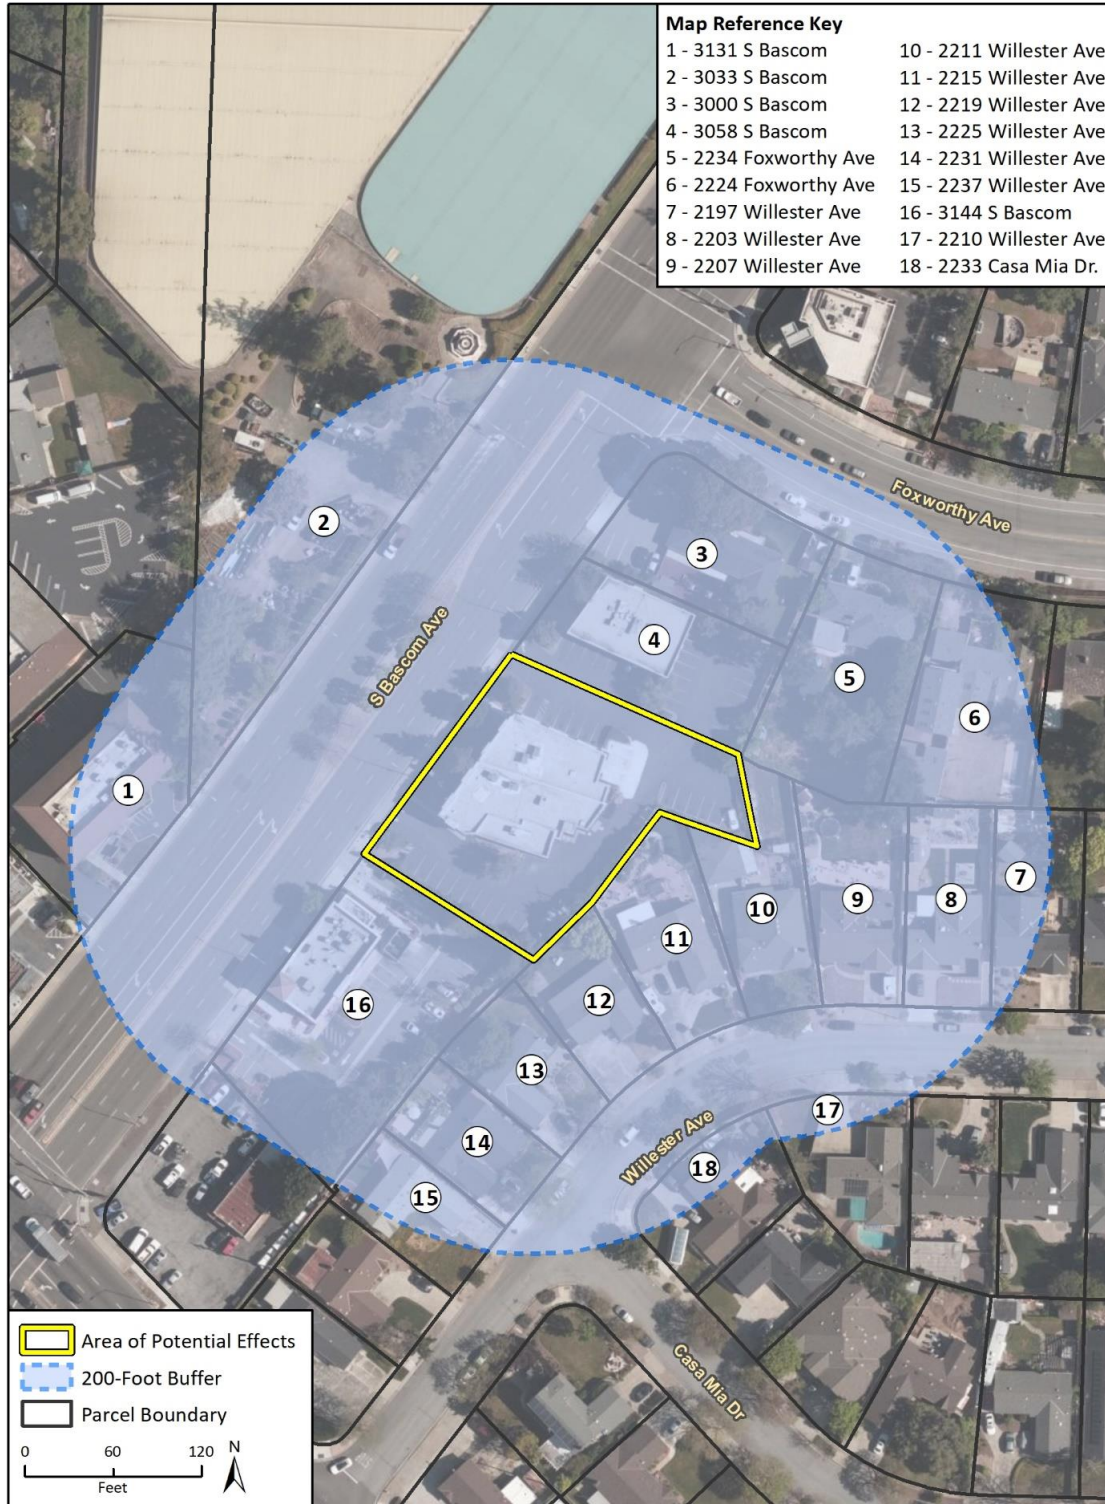 Map Reference Key
1 - 3131 S Bascom
2 - 3033 S Bascom
3 - 3000 S Bascom
4 - 3058 S Bascom
5 - 2234 Foxworthy Ave
6 - 2224 Foxworthy Ave
7 - 2197 Willester Ave
8 - 2203 Willester Ave
9 - 2207 Willester Ave
10 - 2211 Willester Ave
11 - 2215 Willester Ave
12 - 2219 Willester Ave
13 - 2225 Willester Ave
14 - 2231 Willester Ave
15 - 2237 Willester Ave
16 - 3144 S Bascom
17 - 2210 Willester Ave
18 - 2233 Casa Mia Dr.
Foxworthy Ave
2
3
S Bascom Ave
4
5
6
1
7
8
9
10
11
12
16
13
17
14
Willester Ave
18
15
Casa Mia Dr
Area of Potential Effects
200-Foot Buffer
Parcel Boundary
0 60 120
Feet
N